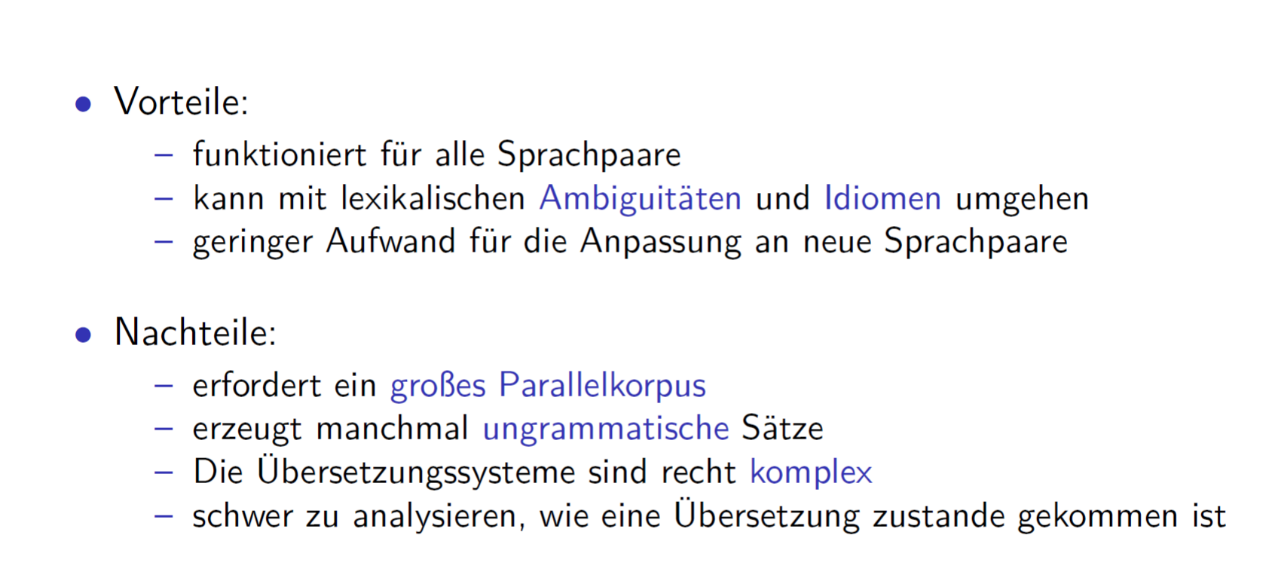 • Vorteile:
– funktioniert für alle Sprachpaare
– kann mit lexikalischen Ambiguitäten und Idiomen umgehen
– geringer Aufwand für die Anpassung an neue Sprachpaare
• Nachteile:
– erfordert ein großes Parallelkorpus
– erzeugt manchmal ungrammatische Sätze
– Die Übersetzungssysteme sind recht komplex
– schwer zu analysieren, wie eine Übersetzung zustande gekommen ist